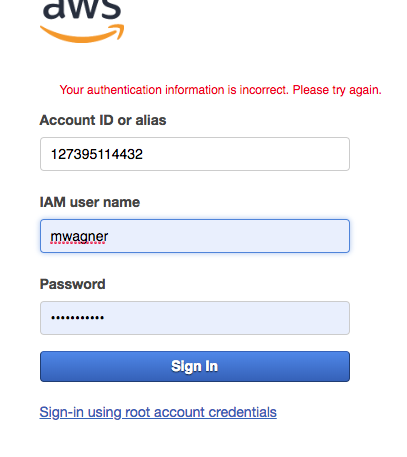 aws
Your authentication information is incorrect. Please try again.
Account ID or alias
127395114432
IAM user name
mwagner
Password
•••••••••••
Sign In
Sign-in using root account credentials